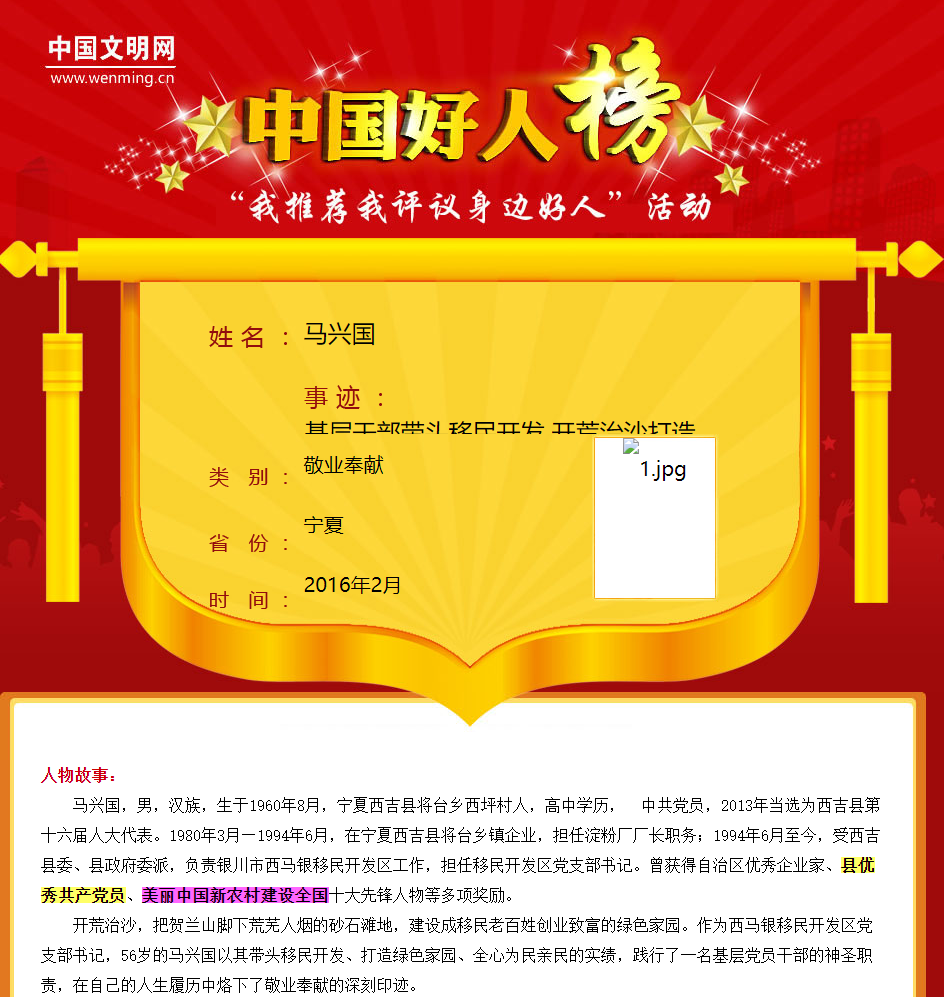 中国文明网
www.wenming.cn
中国好人榜
“我推荐我评议身边好人”活动
姓名：马兴国
事迹：
基层干部带头移民开发 开荒治沙打造
1.jpg
类 别：敬业奉献
省 份：宁夏
时 间：2016年2月
人物故事：
马兴国，男，汉族，生于1960年8月，宁夏西吉县将台乡西坪村人，高中学历， 中共党员，2013年当选为西吉县第
十六届人大代表。1980年3月－1994年6月，在宁夏西吉县将台乡镇企业，担任淀粉厂厂长职务；1994年6月至今，受西吉
县委、县政府委派，负责银川市西马银移民开发区工作，担任移民开发区党支部书记。曾获得自治区优秀企业家、县优
秀共产党员、美丽中国新农村建设全国十大先锋人物等多项奖励。
开荒治沙，把贺兰山脚下荒芜人烟的砂石滩地，建设成移民老百姓创业致富的绿色家园。作为西马银移民开发区党
支部书记，56岁的马兴国以其带头移民开发、打造绿色家园、全心为民亲民的实绩，践行了一名基层党员干部的神圣职
责，在自己的人生履历中烙下了敬业奉献的深刻印迹。